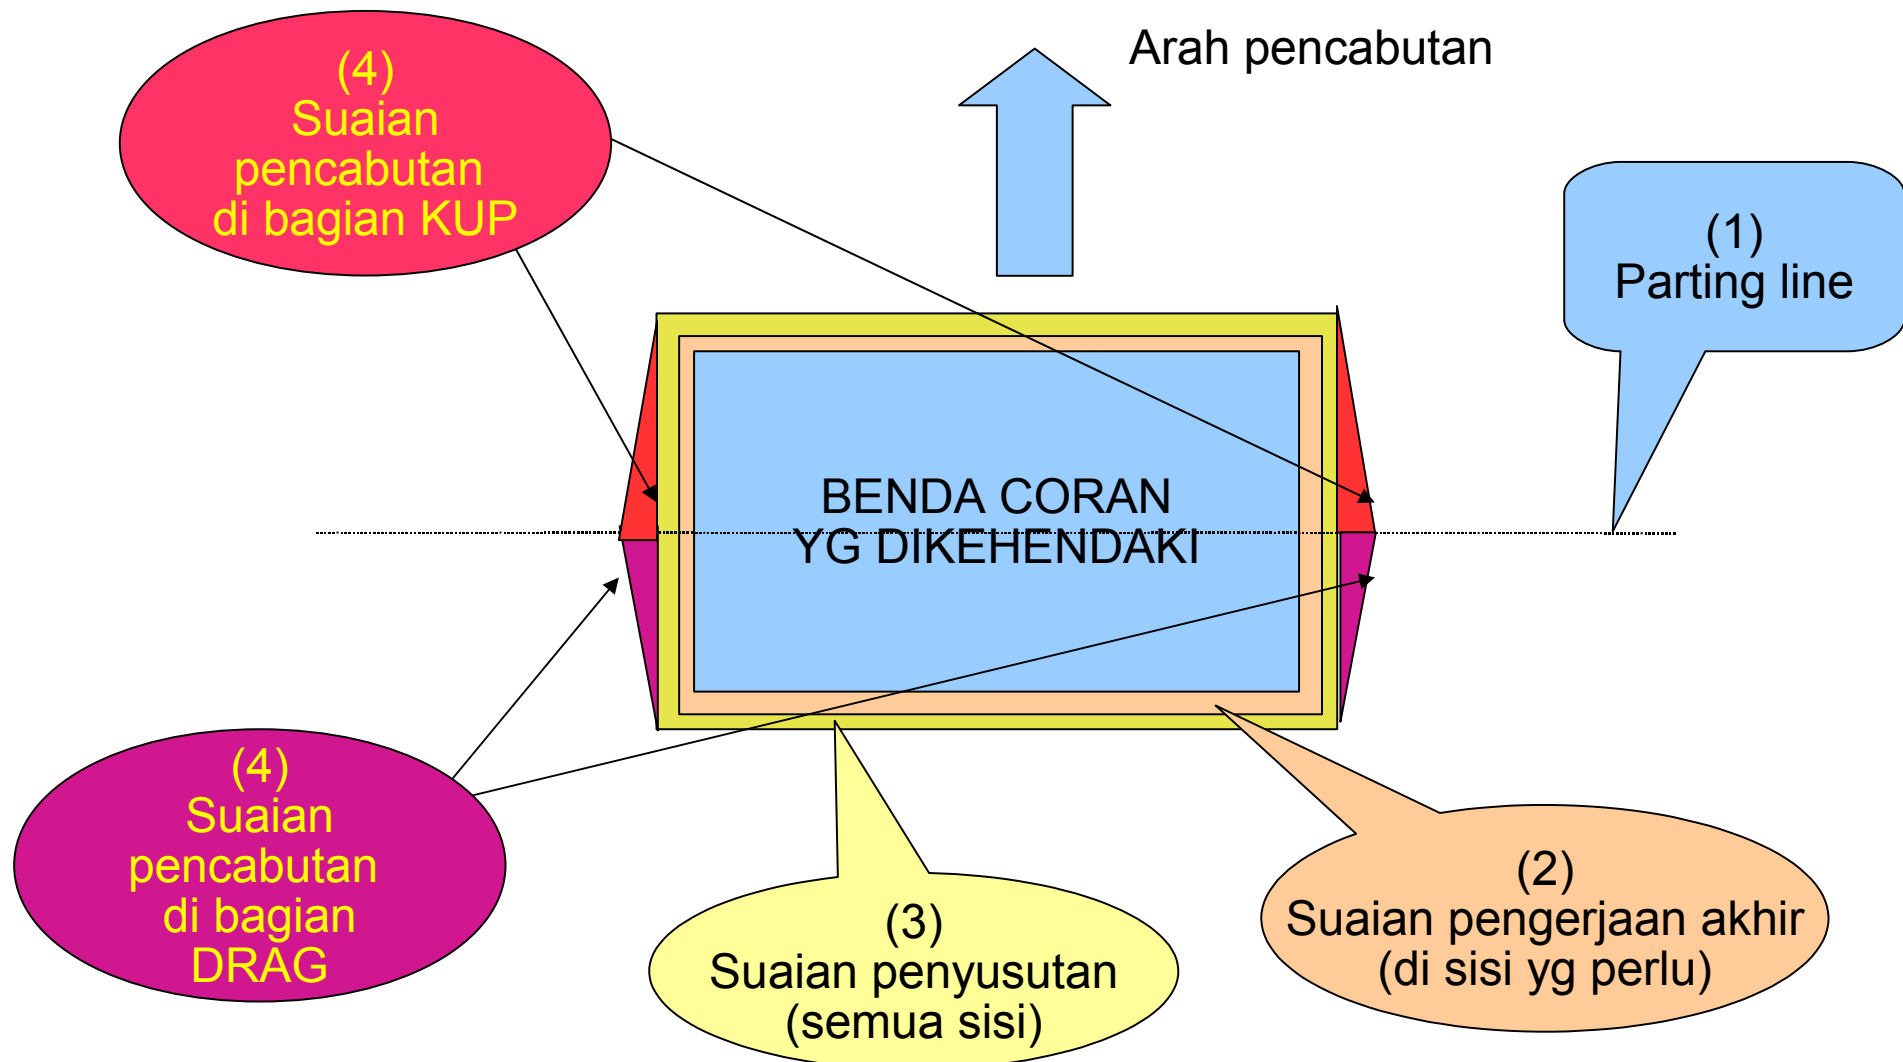 (4)
Suaian
pencabutan
di bagian KUP
Arah pencabutan
(1)
Parting line
BENDA CORAN
YG DIKEHENDAKI
(4)
Suaian
pencabutan
di bagian
DRAG
(3)
Suaian penyusutan
(semua sisi)
(2)
Suaian pengerjaan akhir
(di sisi yg perlu)